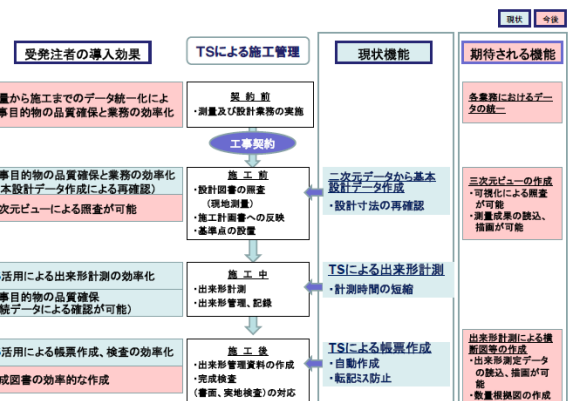 現状 今後
受発注者の導入効果
TSによる施工管理
現状機能
期待される機能
量から施工までのデータ統一化によ
事目的物の品質確保と業務の効率化
契約前
・測量及び設計業務の実施
各業務におけるデー
タの統一
工事契約
事目的物の品質確保と業務の効率化
本設計データ作成による再確認）
次元ビューによる照査が可能
施工前
・設計図書の照査
（現地測量）
・施工計画書への反映
・基準点の設置
二次元データから基本
設計データ作成
・設計寸法の再確認
三次元ビューの作成
・可視化による照査
が可能
・測量成果の読込、
描画が可能
活用による出来形計測の効率化
事目的物の品質確保
続データによる確認が可能）
施工中
・出来形計測
・出来形管理、記録
TSによる出来形計測
・計測時間の短縮
活用による帳票作成、検査の効率化
成図書の効率的な作成
施工後
・出来形管理資料の作成
・完成検査
（書面、実地検査）の対応
TSによる帳票作成
・自動作成
・転記ミス防止
出来形計測による横
断図等の作成
・出来形測定データ
の読込、描画が可
能
・数量根拠図の作成